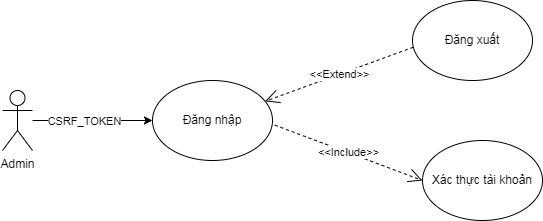 Đăng xuất
<<Extend>>
CSRF_TOKEN
Đăng nhập
<<Include>>
Admin
Xác thực tài khoản